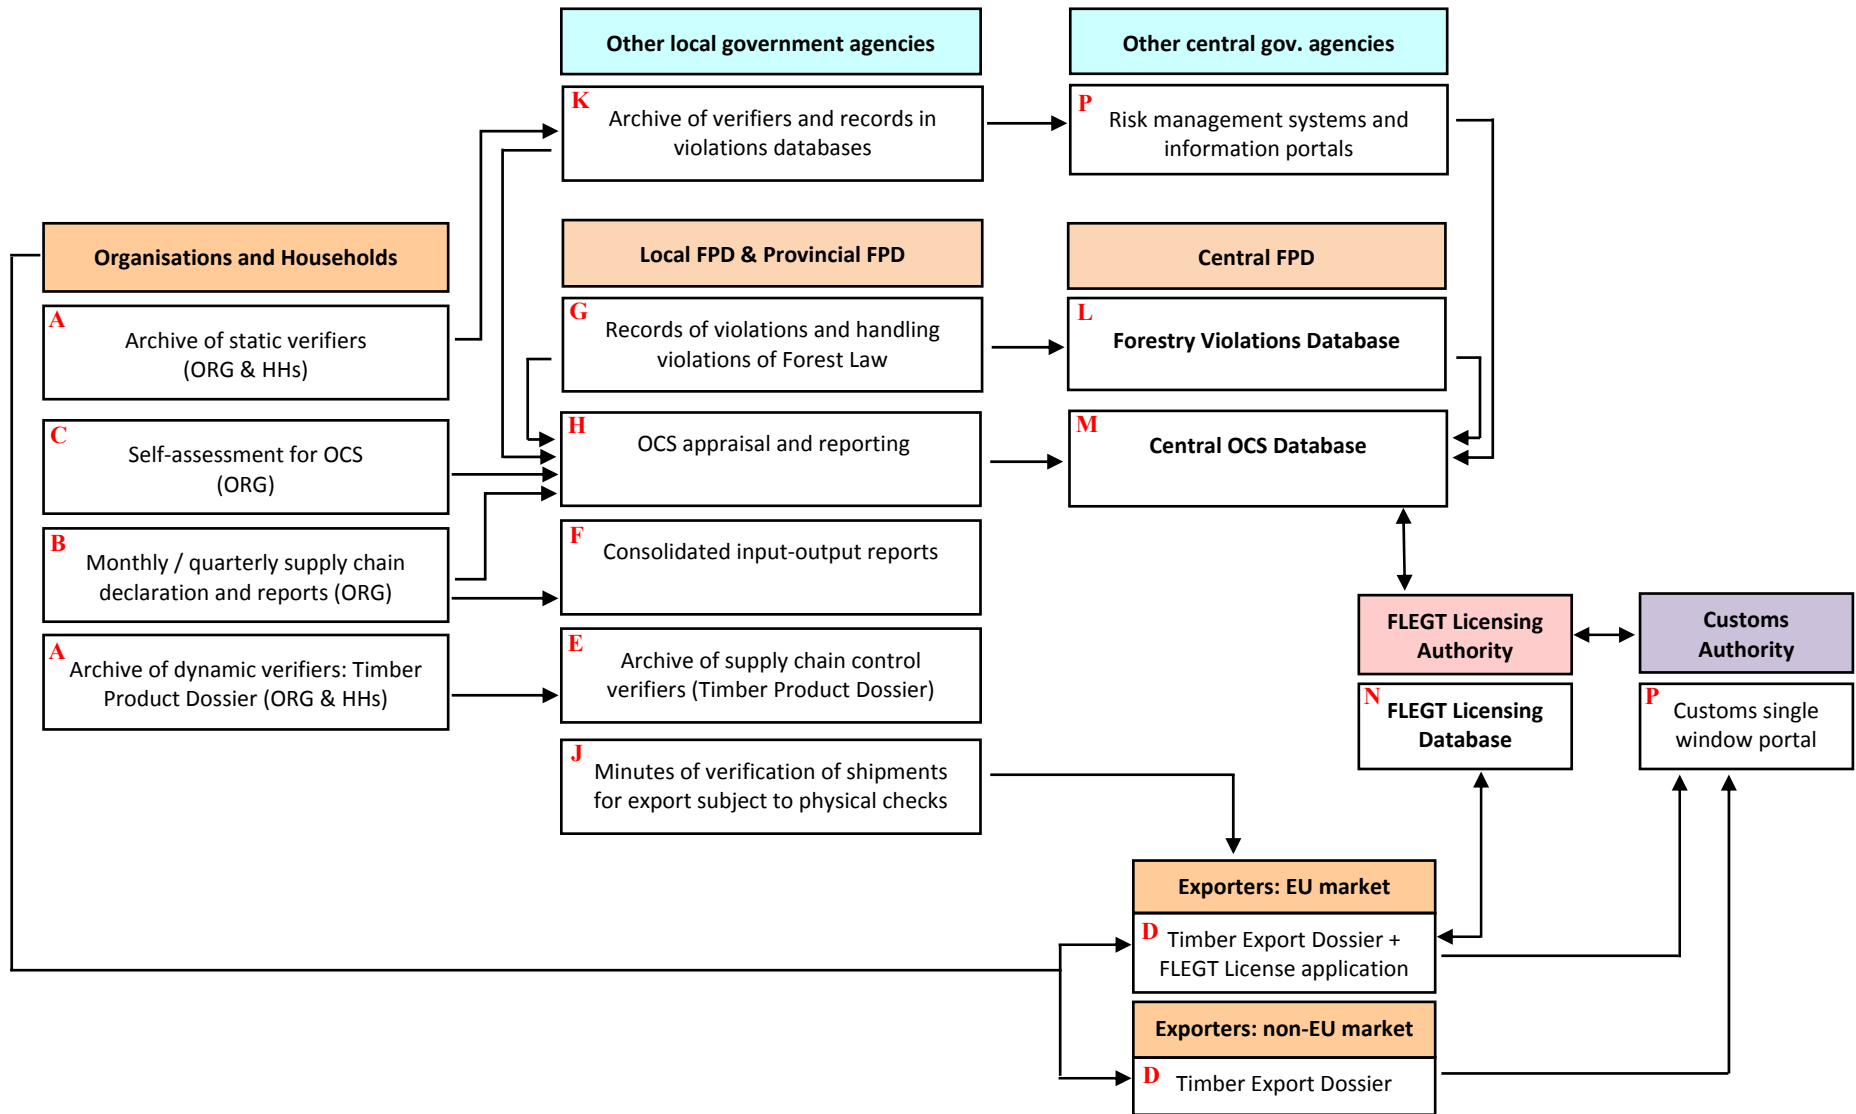 Other local government agencies
K
Archive of verifiers and records in
violations databases
Other central gov. agencies
P
Risk management systems and
information portals
Organisations and Households
A
Archive of static verifiers
(ORG & HHs)
C
Self-assessment for OCS
(ORG)
B
Monthly / quarterly supply chain
declaration and reports (ORG)
A
Archive of dynamic verifiers: Timber
Product Dossier (ORG & HHs)
Local FPD & Provincial FPD
G
Records of violations and handling
violations of Forest Law
H
OCS appraisal and reporting
F
Consolidated input-output reports
E
Archive of supply chain control
verifiers (Timber Product Dossier)
J
Minutes of verification of shipments
for export subject to physical checks
Central FPD
L
Forestry Violations Database
M
Central OCS Database
FLEGT Licensing
Authority
N
FLEGT Licensing
Database
Customs
Authority
P
Customs single
window portal
Exporters: EU market
D
Timber Export Dossier +
FLEGT License application
Exporters: non-EU market
D
Timber Export Dossier